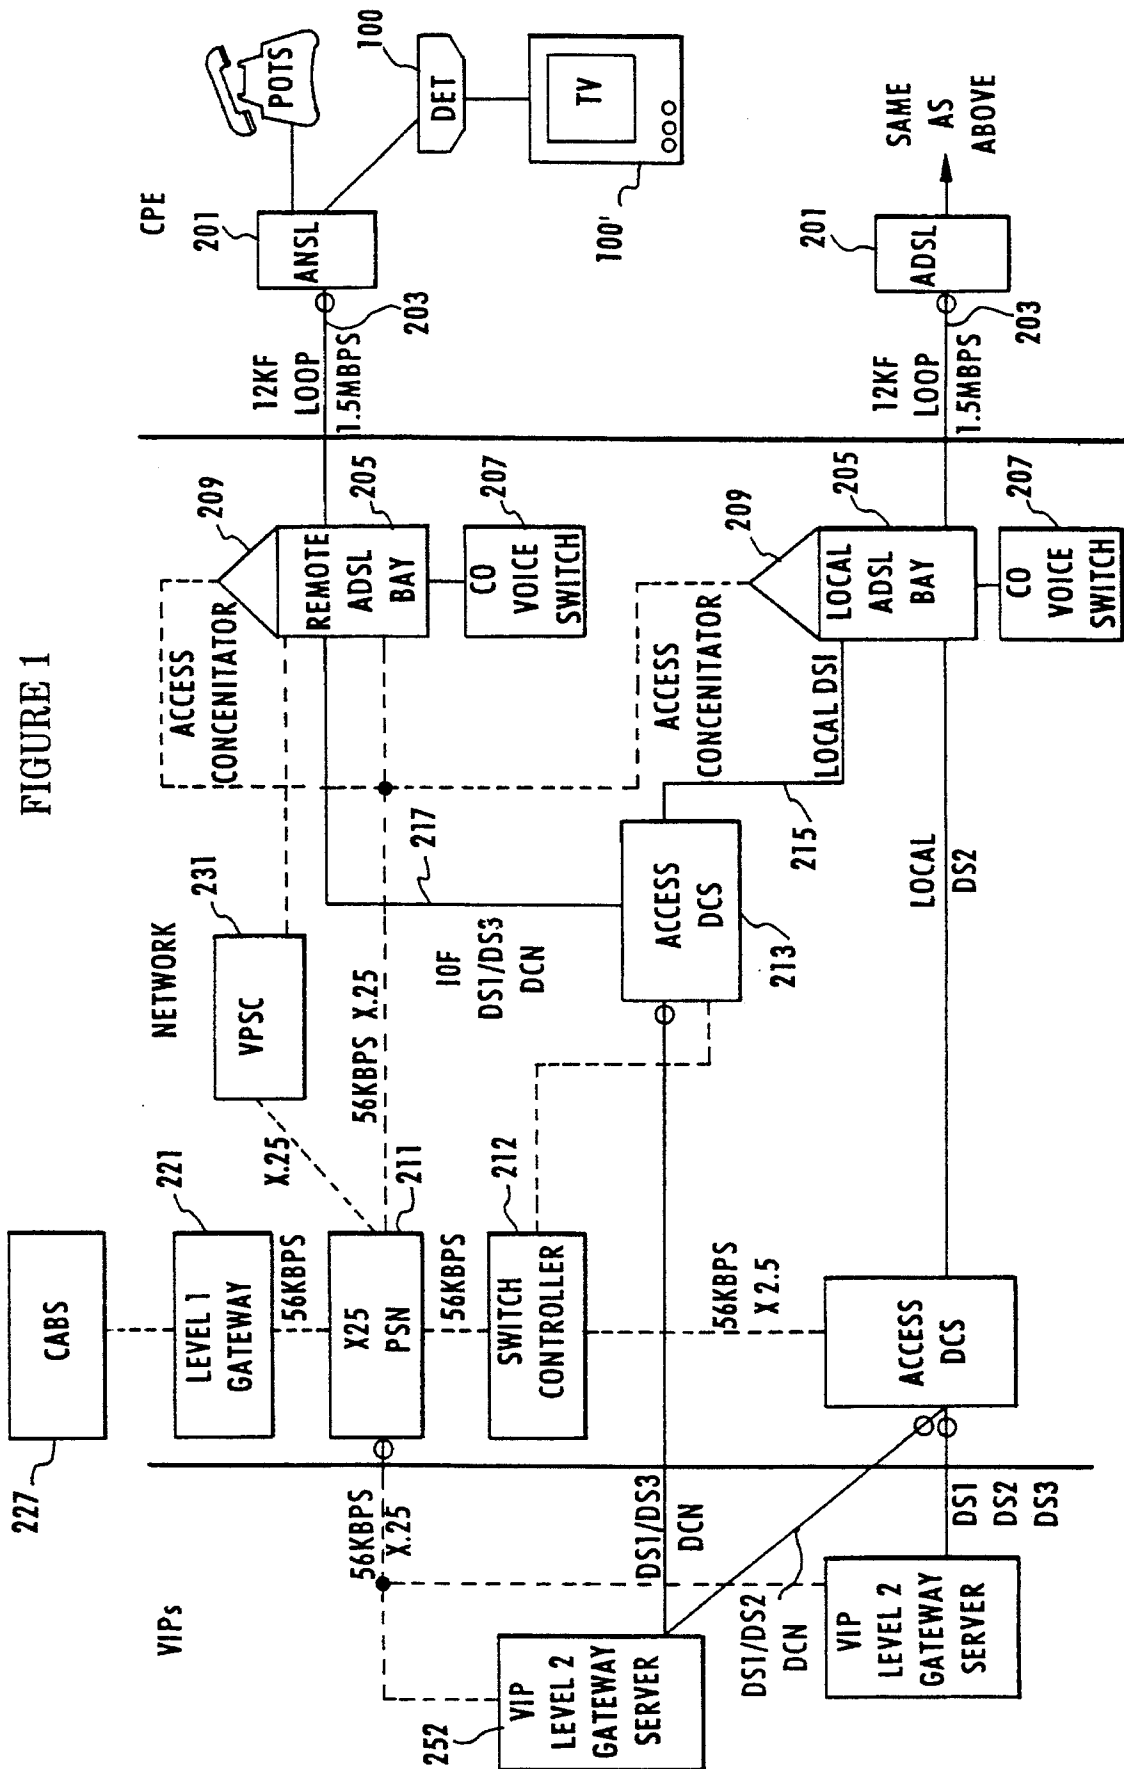 FIGURE 1
VIPs
NETWORK
CPE
227
CABS
221
LEVEL 1
GATEWAY
56KBPS
X.25
231
VPSC
ACCESS
CONCENITATOR
209
REMOTE
ADSL
BAY
205
207
CO
VOICE
SWITCH
12KF
LOOP
1.5MBPS
203
201
ANSL
POTS
100
DET
TV
100'
56KBPS
X.25
X25
PSN
211
56KBPS X.25
217
IOF
DS1/DS3
DCN
56KBPS
212
SWITCH
CONTROLLER
252
VIP
LEVEL 2
GATEWAY
SERVER
DS1/DS3
DCN
ACCESS
DCS
213
215
LOCAL DSI
ACCESS
CONCENITATOR
209
LOCAL
ADSL
BAY
205
207
CO
VOICE
SWITCH
12KF
LOOP
1.5MBPS
203
201
ADSL
SAME
AS
ABOVE
56KBPS
X 2.5
DS1/DS2
DCN
VIP
LEVEL 2
GATEWAY
SERVER
DS1
DS2
DS3
ACCESS
DCS
LOCAL
DS2